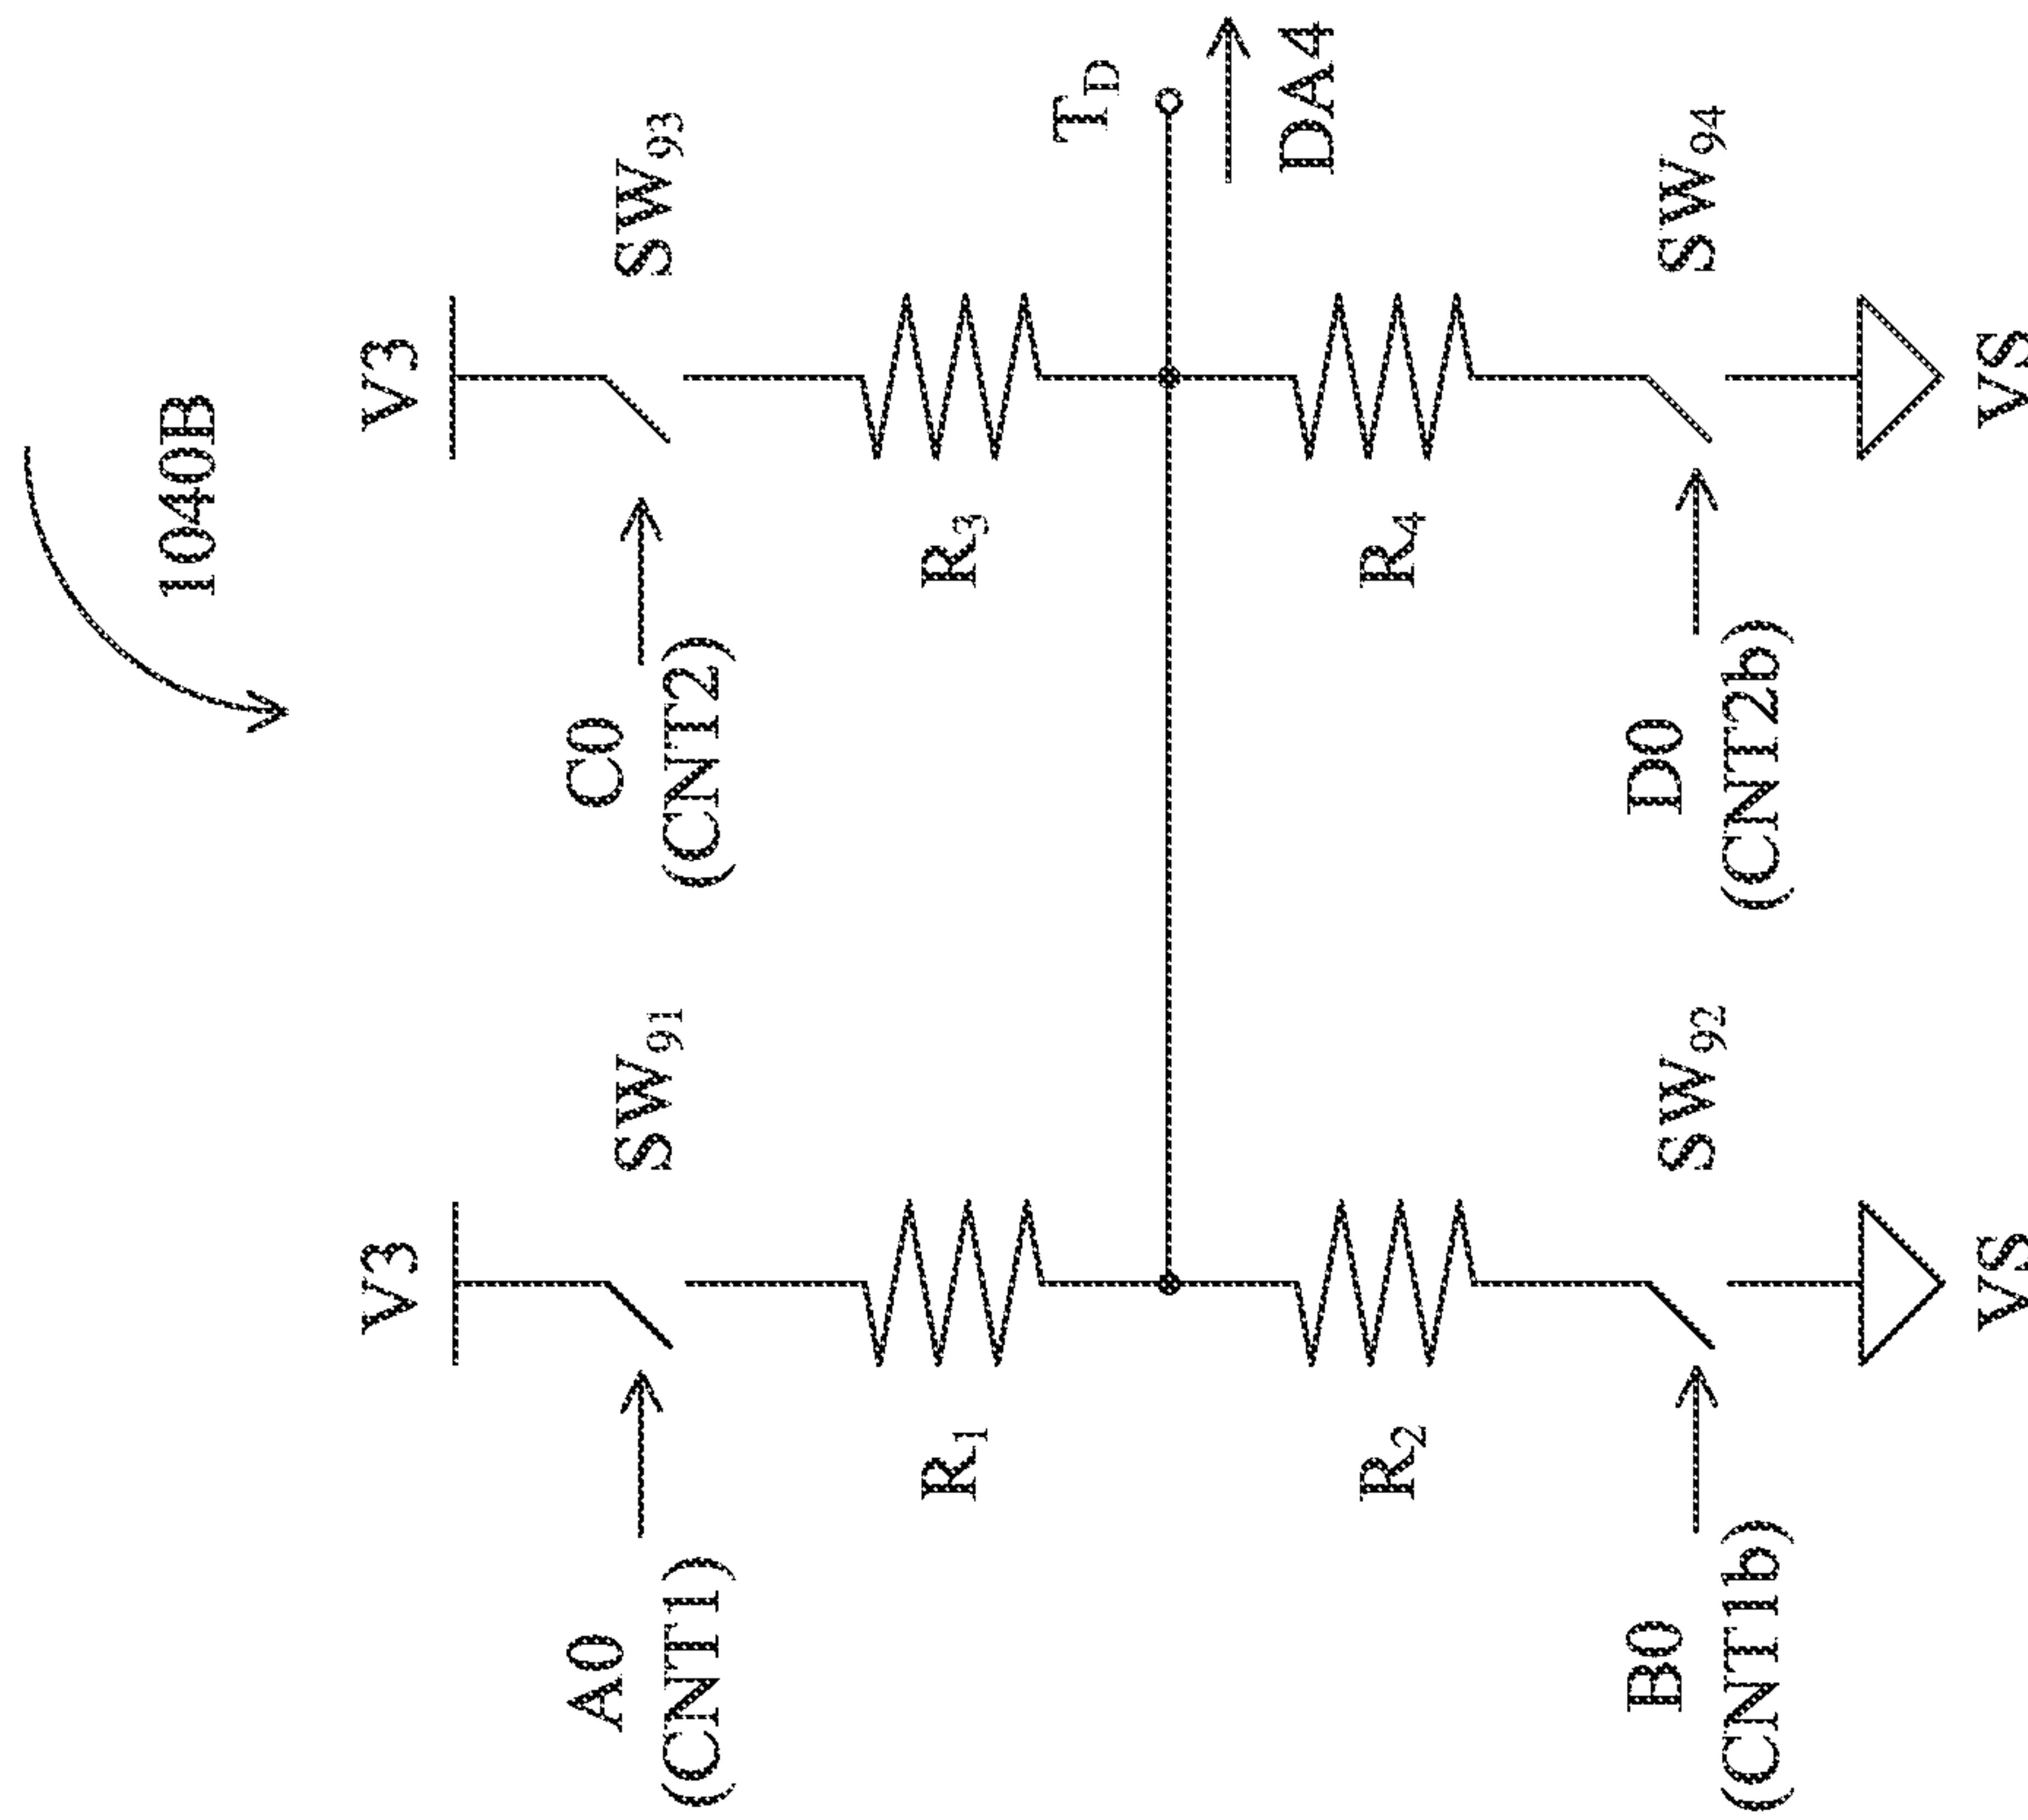 1040B
V3
V3
A0
(CNT1)
SW91
C0
(CNT2)
SW93
R1
R3
TD
DA4
R2
R4
B0
(CNT1b)
SW92
D0
(CNT2b)
SW94
VS
VS